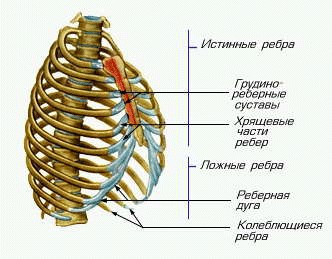 Истинные ребра
Грудино-
реберные
суставы
Хрящевые
части
ребер
Ложные ребра
Реберная
дуга
Колеблющиеся
ребра